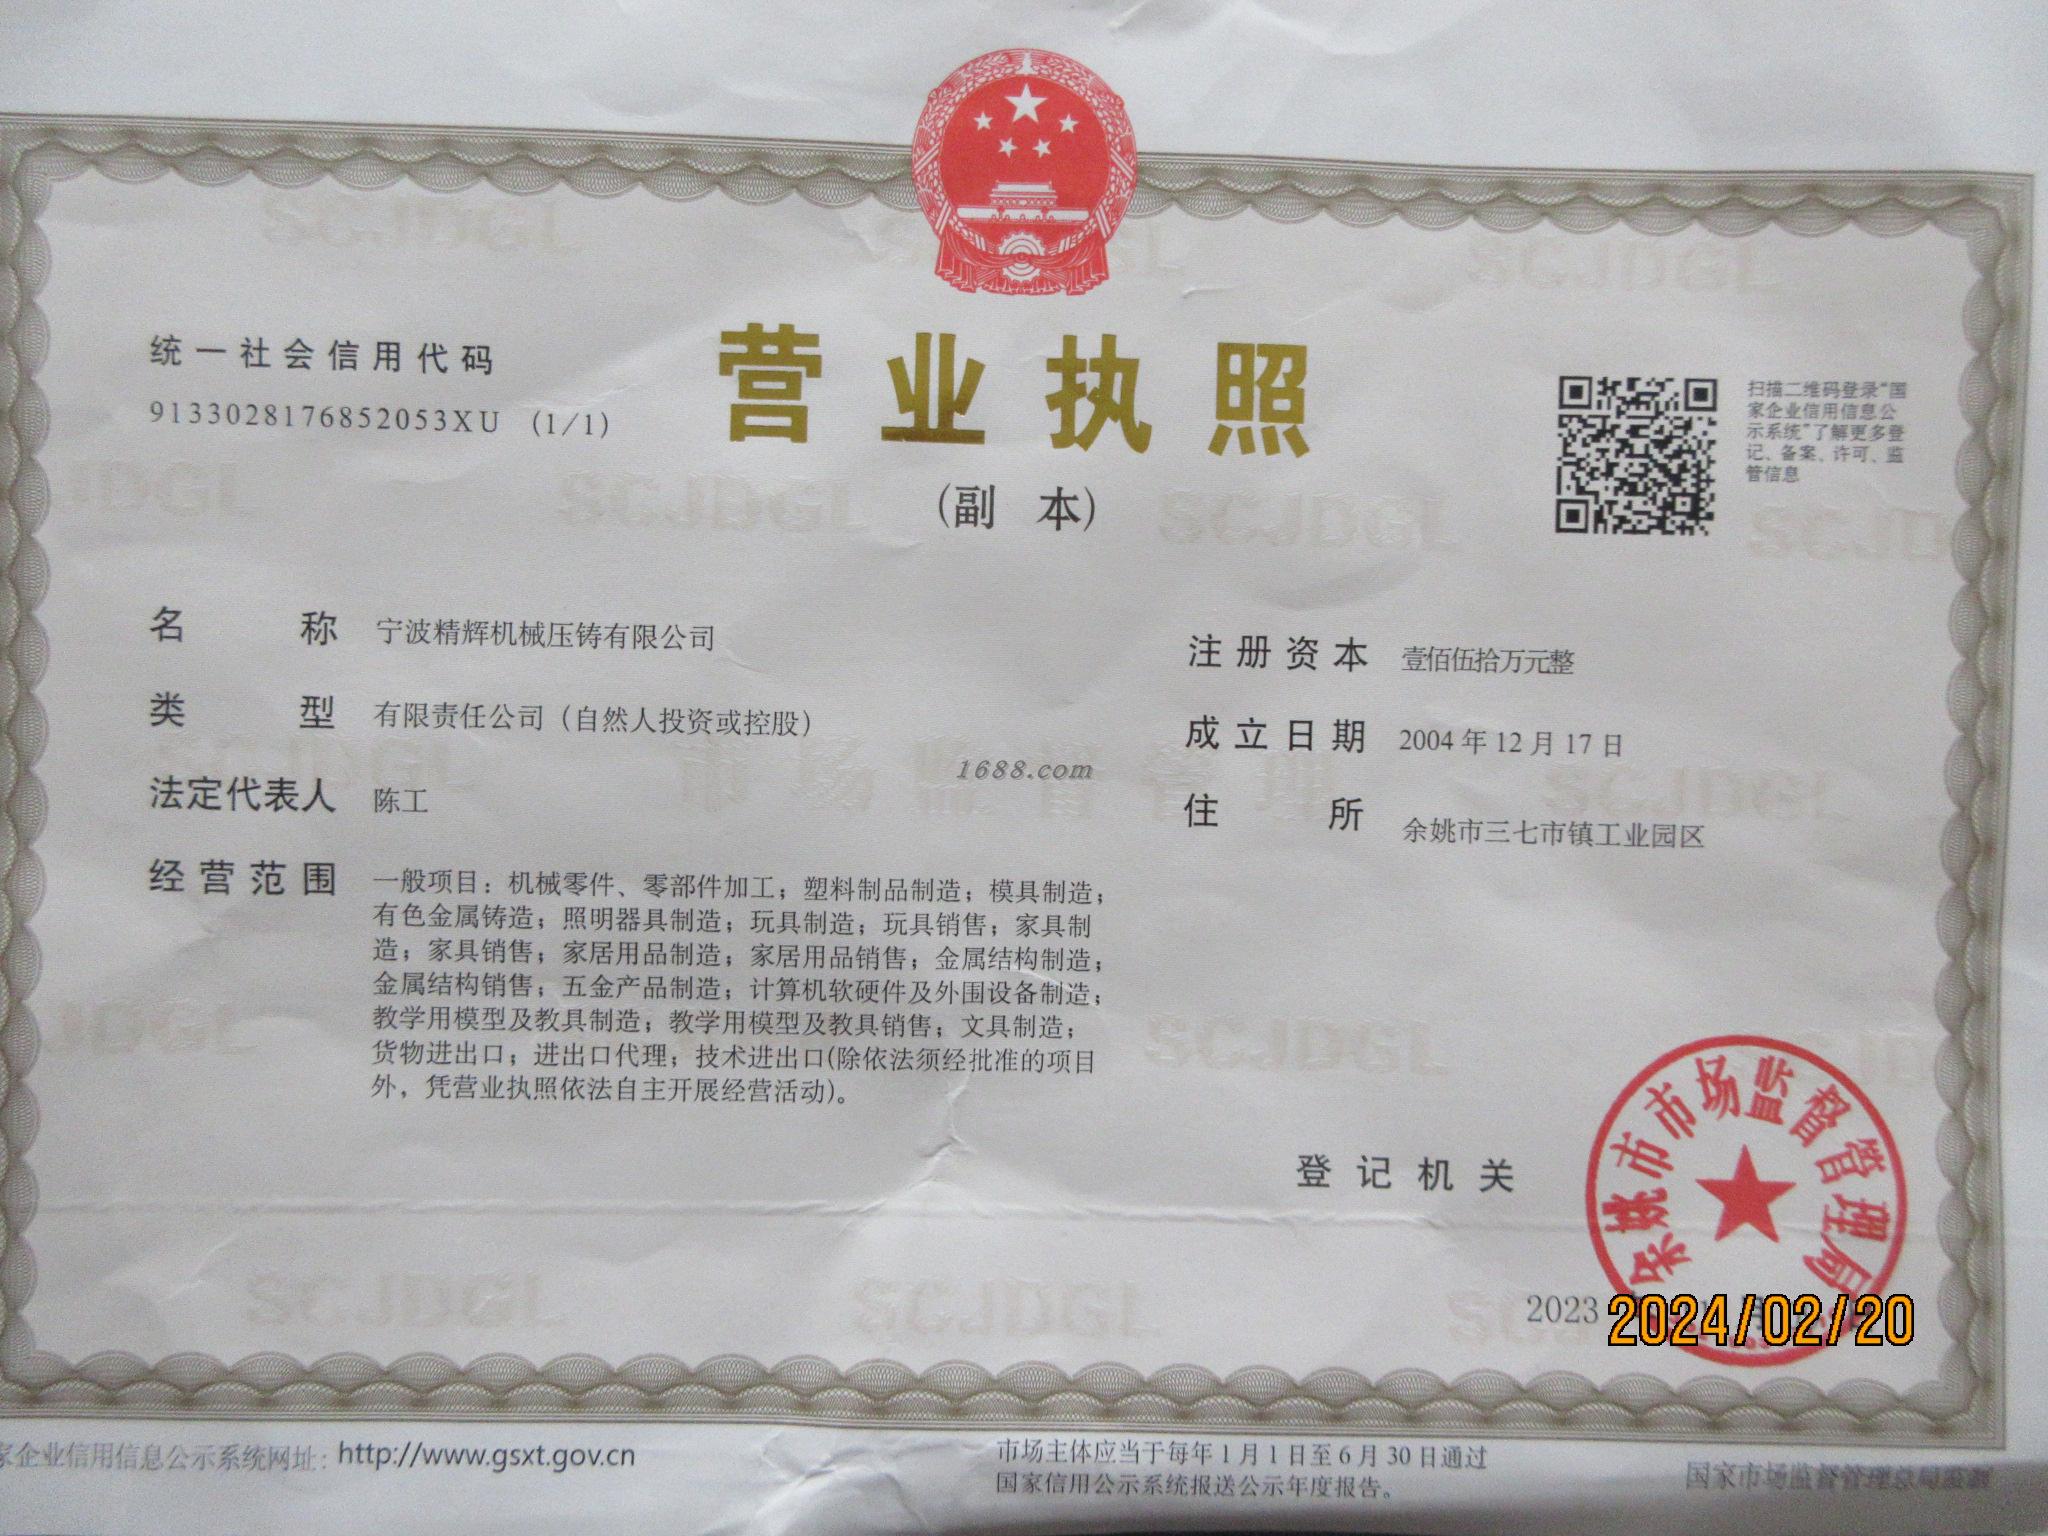 统一社会信用代码
9133028176852053XU (1/1)
营业执照
(副 本)
扫描二维码登录“国
家企业信用信息公
示系统”了解更多登
记、备案、许可、监
管信息
名 称 宁波精辉机械压铸有限公司
类 型 有限责任公司（自然人投资或控股）
法定代表人 陈工
经营范围 一般项目：机械零件、零部件加工；塑料制品制造；模具制造；
有色金属铸造；照明器具制造；玩具制造；玩具销售；家具制
造；家具销售；家居用品制造；家居用品销售；金属结构制造；
金属结构销售；五金产品制造；计算机软硬件及外围设备制造；
教学用模型及教具制造；教学用模型及教具销售；文具制造；
货物进出口；进出口代理；技术进出口(除依法须经批准的项目
外，凭营业执照依法自主开展经营活动)。
注册资本 壹佰伍拾万元整
成立日期 2004 年 12 月 17 日
住 所 余姚市三七市镇工业园区
1688.com
登记机关
余姚市市场监督管理局
2023
月
2024/02/20
家企业信用信息公示系统网址：http://www.gsxt.gov.cn
市场主体应当于每年 1 月 1 日至 6 月 30 日通过
国家信用公示系统报送公示年度报告。
国家市场监督管理总局监制
SCJDGL
市场监督管理